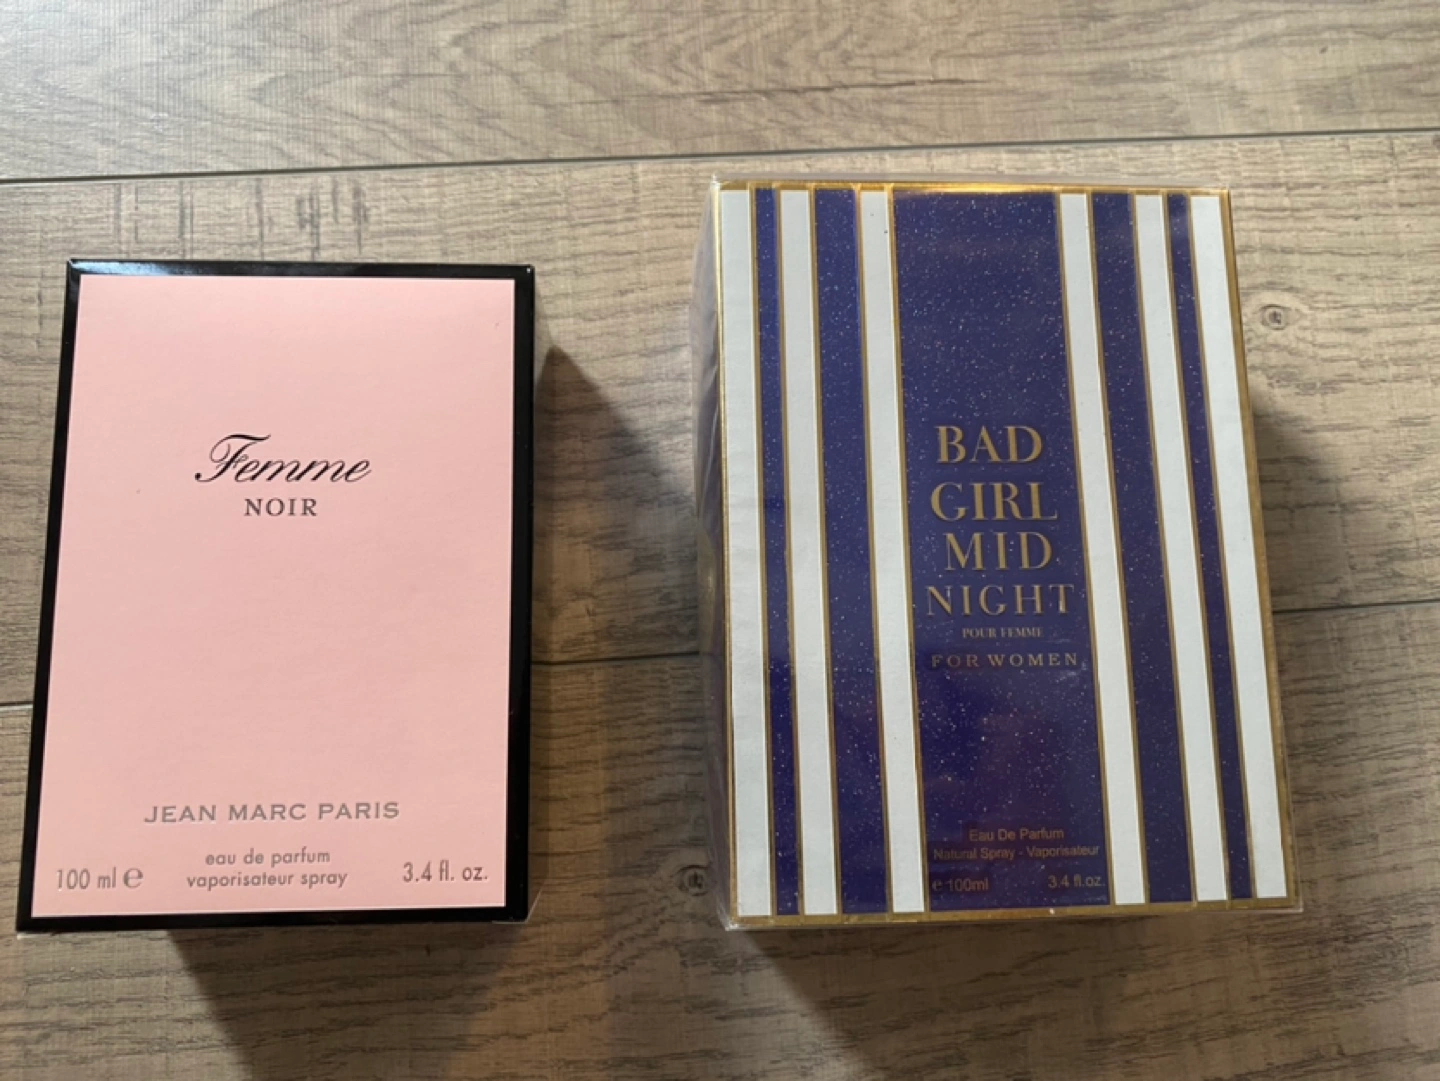 Femme
NOIR
JEAN MARC PARIS
eau de parfum
vaporisateur spray
100 ml e
3.4 fl. oz.
BAD
GIRL
MID
NIGHT
POUR FEMME
FOR WOMEN
Eau De Parfum
Natural Spray - Vaporisateur
e 100ml
3.4 fl.oz.